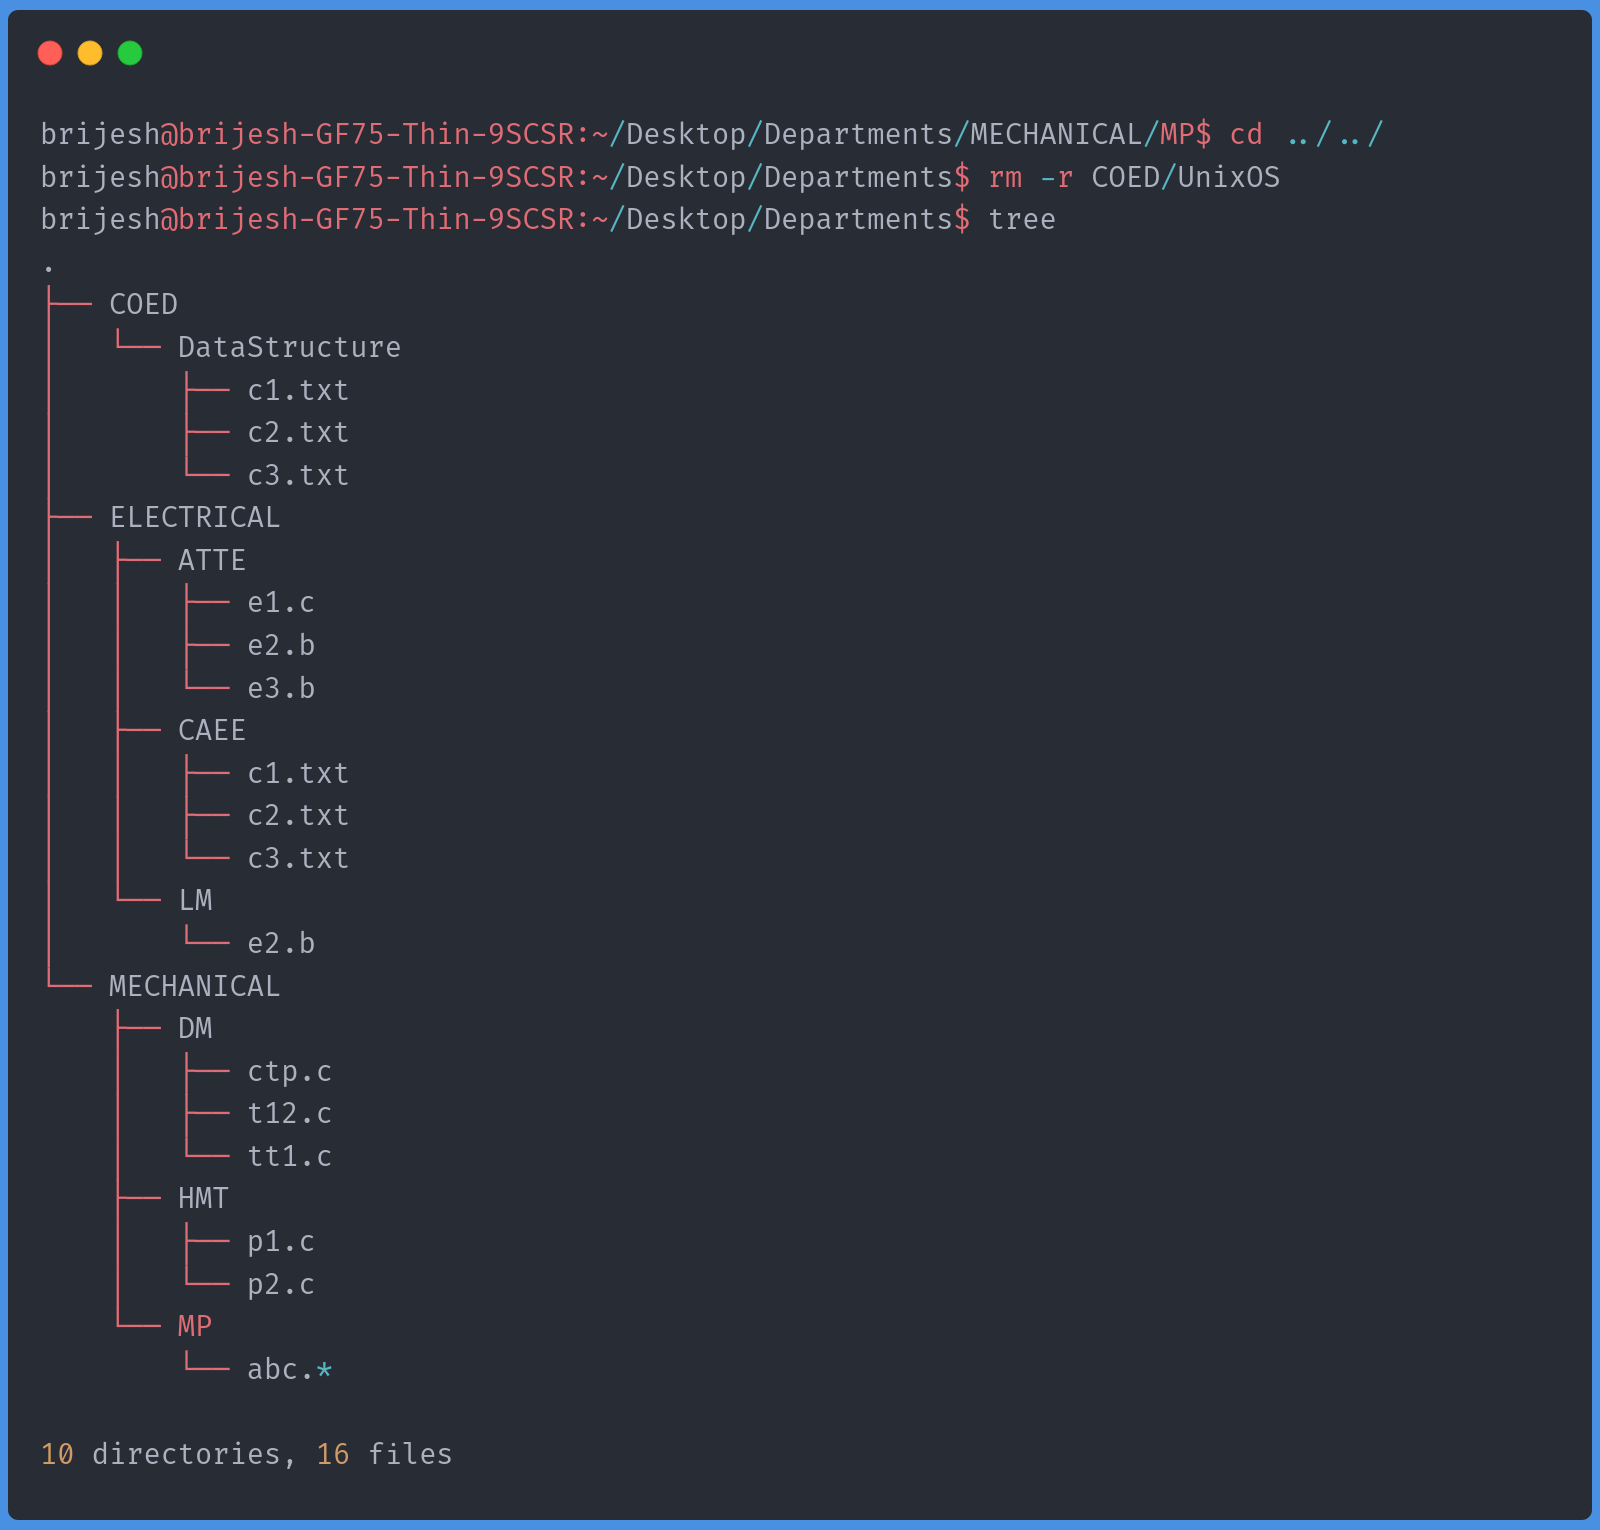 brijesh@brijesh-GF75-Thin-9SCSR:~/Desktop/Departments/MECHANICAL/MP$ cd ../../
brijesh@brijesh-GF75-Thin-9SCSR:~/Desktop/Departments$ rm -r COED/UnixOS
brijesh@brijesh-GF75-Thin-9SCSR:~/Desktop/Departments$ tree
.
├── COED
│   └── DataStructure
│       ├── c1.txt
│       ├── c2.txt
│       └── c3.txt
├── ELECTRICAL
│   ├── ATTE
│   │   ├── e1.c
│   │   ├── e2.b
│   │   └── e3.b
│   ├── CAEE
│   │   ├── c1.txt
│   │   ├── c2.txt
│   │   └── c3.txt
│   └── LM
│       └── e2.b
└── MECHANICAL
    ├── DM
    │   ├── ctp.c
    │   ├── t12.c
    │   └── tt1.c
    ├── HMT
    │   ├── p1.c
    │   └── p2.c
    └── MP
        └── abc.*

10 directories, 16 files